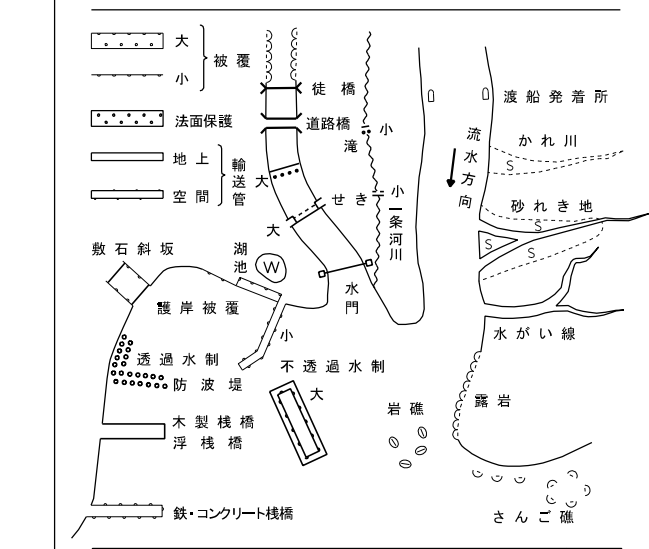 大
小
被覆
法面保護
地上
空間
輸送管
徒橋
道路橋
大
小
滝
せき
小
大
一条河川
渡船発着所
かれ川
S
流水方向
砂れき地
S
S
S
敷石斜坂
湖池
W
護岸被覆
小
水門
水がい線
透過水制
防波堤
不透過水制
大
木製桟橋
浮桟橋
岩礁
露岩
鉄・コンクリート桟橋
さんご礁